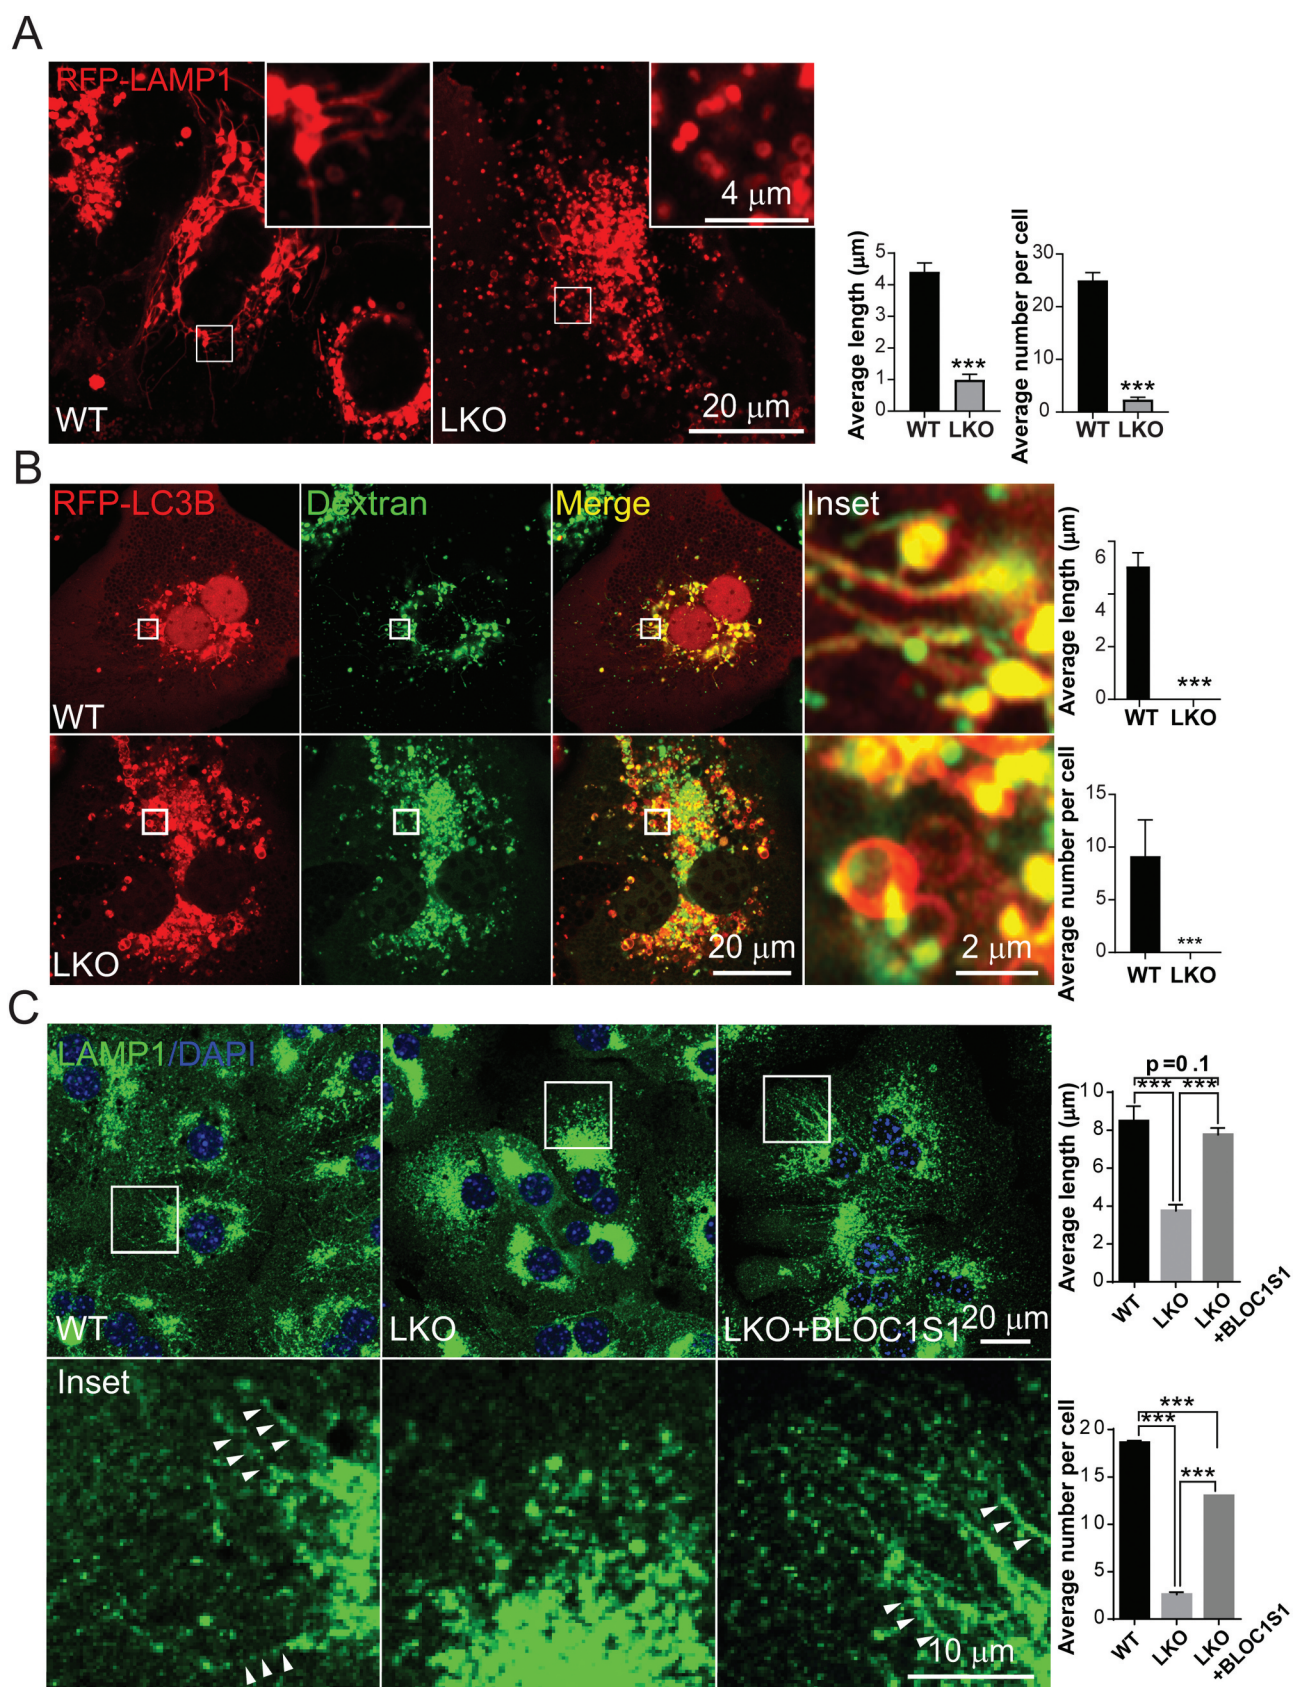 A
RFP-LAMP1
4 μm
WT
LKO
20 μm
Average length (μm)
5
4
3
2
1
0
***
WT LKO
Average number per cell
30
20
10
0
***
WT LKO
B
RFP-LC3B
Dextran
Merge
Inset
WT
LKO
20 μm
2 μm
Average length (μm)
6
4
2
0
***
WT LKO
Average number per cell
15
10
5
0
***
WT LKO
C
LAMP1/DAPI
WT
LKO
LKO+BLOC1S1
20 μm
Inset
10 μm
Average length (μm)
p=0.1
*** ***
10
8
6
4
2
0
WT
LKO
LKO
+BLOC1S1
Average number per cell
***
***
***
20
15
10
5
0
WT
LKO
LKO
+BLOC1S1